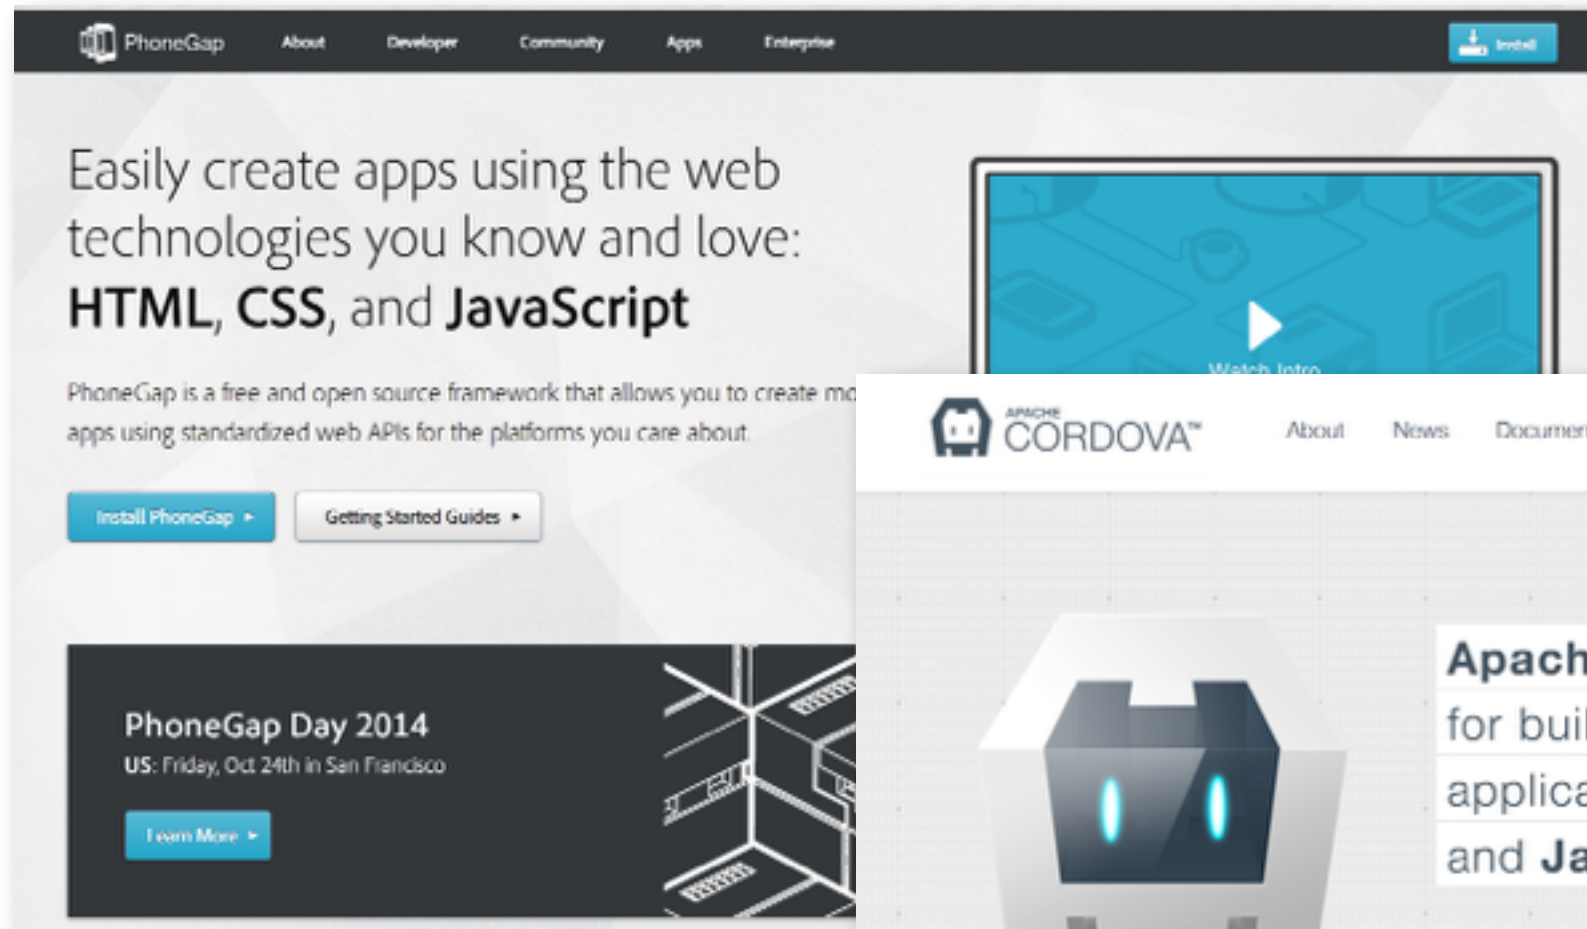 PhoneGap About Developer Community Apps Enterprise Install
Easily create apps using the web
technologies you know and love:
HTML, CSS, and JavaScript
Watch Intro
PhoneGap is a free and open source framework that allows you to create mo
apps using standardized web APIs for the platforms you care about.
Install PhoneGap
Getting Started Guides
PhoneGap Day 2014
US: Friday, Oct 24th in San Francisco
Learn More
APACHE
CORDOVA™ About News Documen
Apach
for buil
applica
and Ja